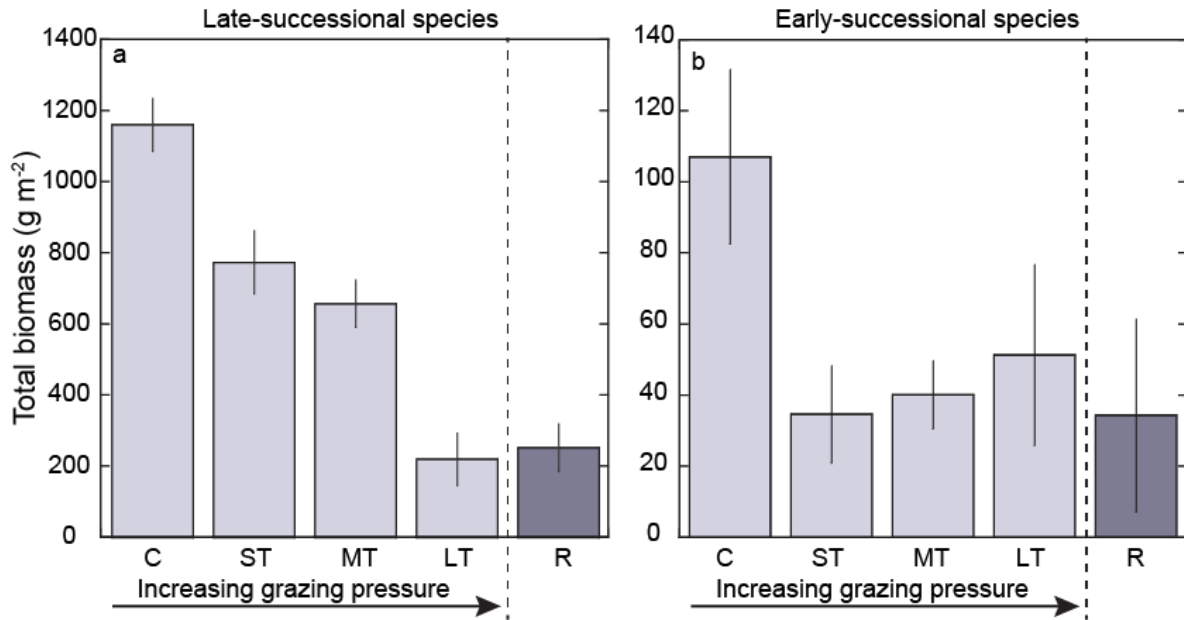 Late-successional species
Early-successional species
Total biomass (g m⁻²)
a
1400
1200
1000
800
600
400
200
0
C ST MT LT R
Increasing grazing pressure
b
140
120
100
80
60
40
20
0
C ST MT LT R
Increasing grazing pressure